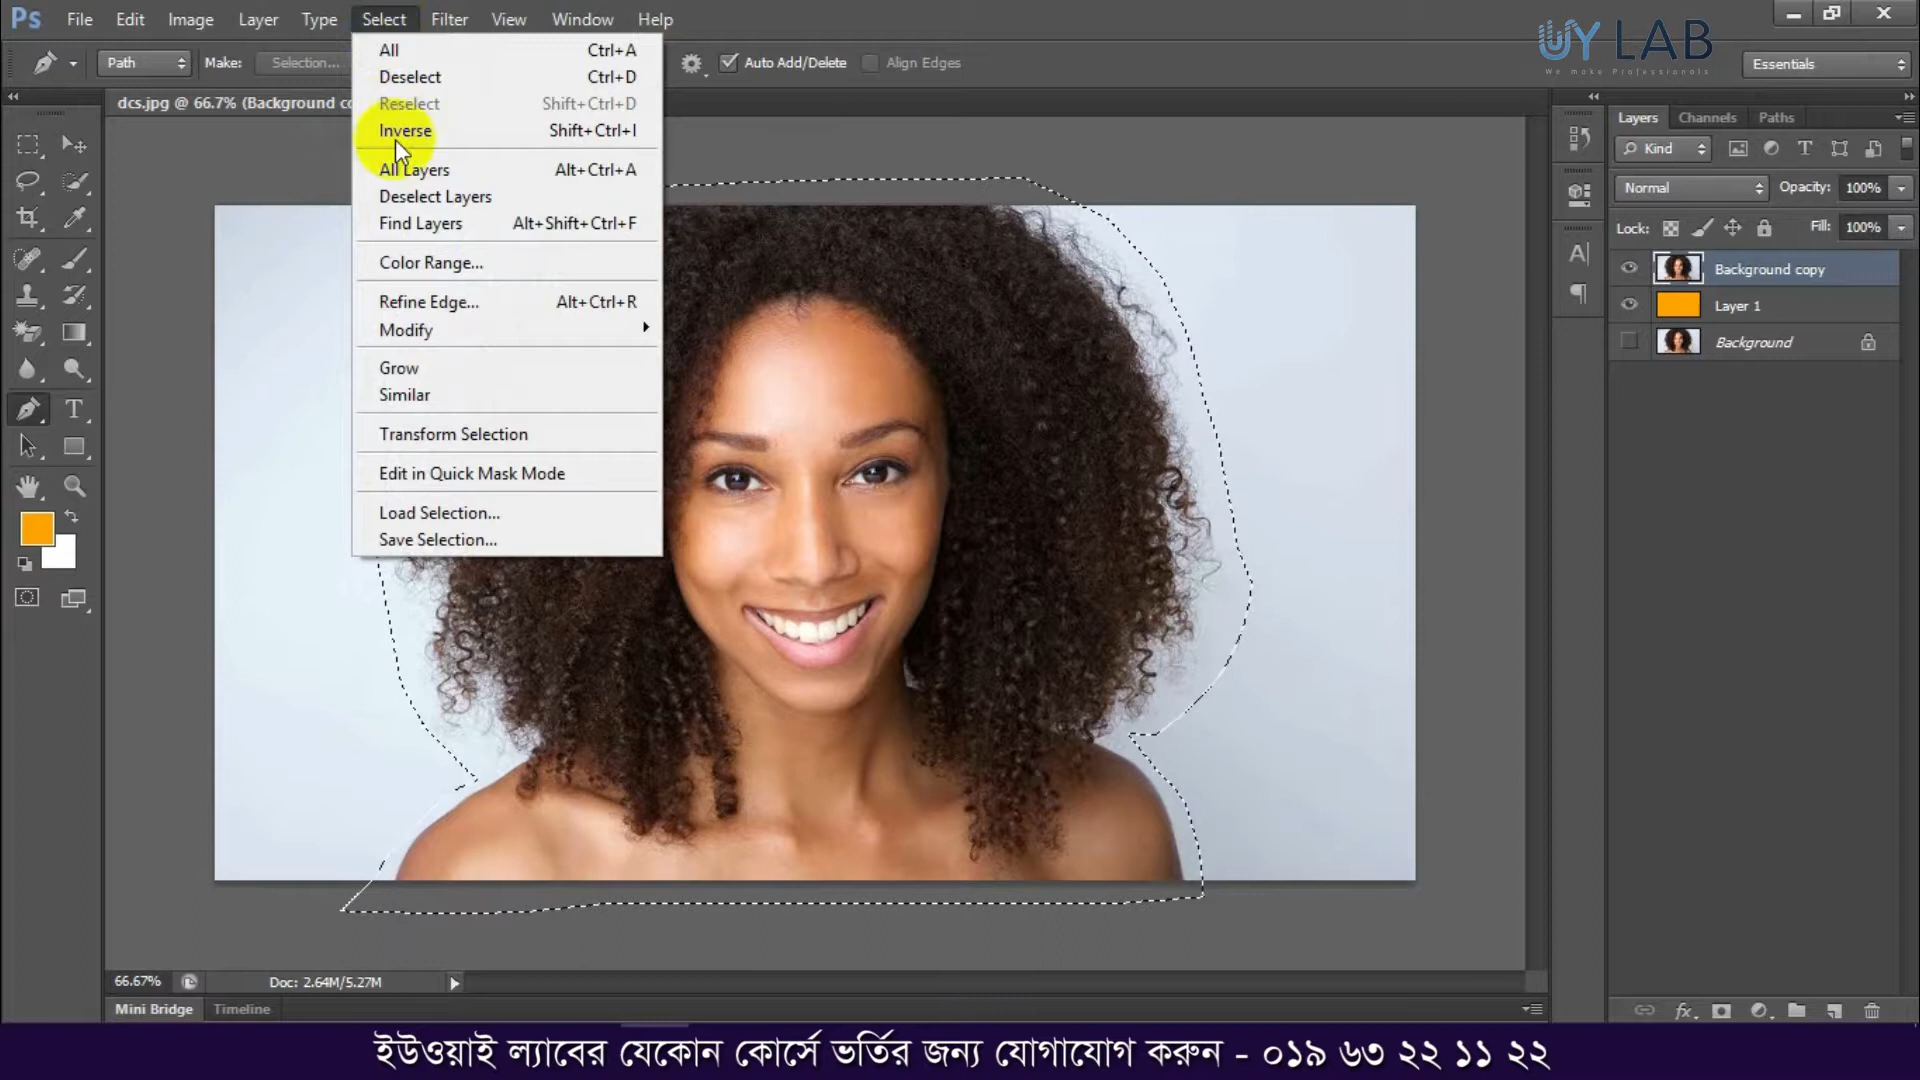 Ps File Edit Image Layer Type Select Filter View Window Help
UY LAB
We make Professionals
Path Make: Selection... Auto Add/Delete Align Edges Essentials
dcs.jpg @ 66.7% (Background co
All Ctrl+A
Deselect Ctrl+D
Reselect Shift+Ctrl+D
Inverse Shift+Ctrl+I
All Layers Alt+Ctrl+A
Deselect Layers
Find Layers Alt+Shift+Ctrl+F
Color Range...
Refine Edge... Alt+Ctrl+R
Modify
Grow
Similar
Transform Selection
Edit in Quick Mask Mode
Load Selection...
Save Selection...
Layers Channels Paths
Kind
Normal Opacity: 100%
Lock: Fill: 100%
Background copy
Layer 1
Background
66.67% Doc: 2.64M/5.27M
Mini Bridge Timeline
ইউওয়াই ল্যাবের যেকোন কোর্সে ভর্তির জন্য যোগাযোগ করুন - ০১৯ ৬৩ ২২ ১১ ২২